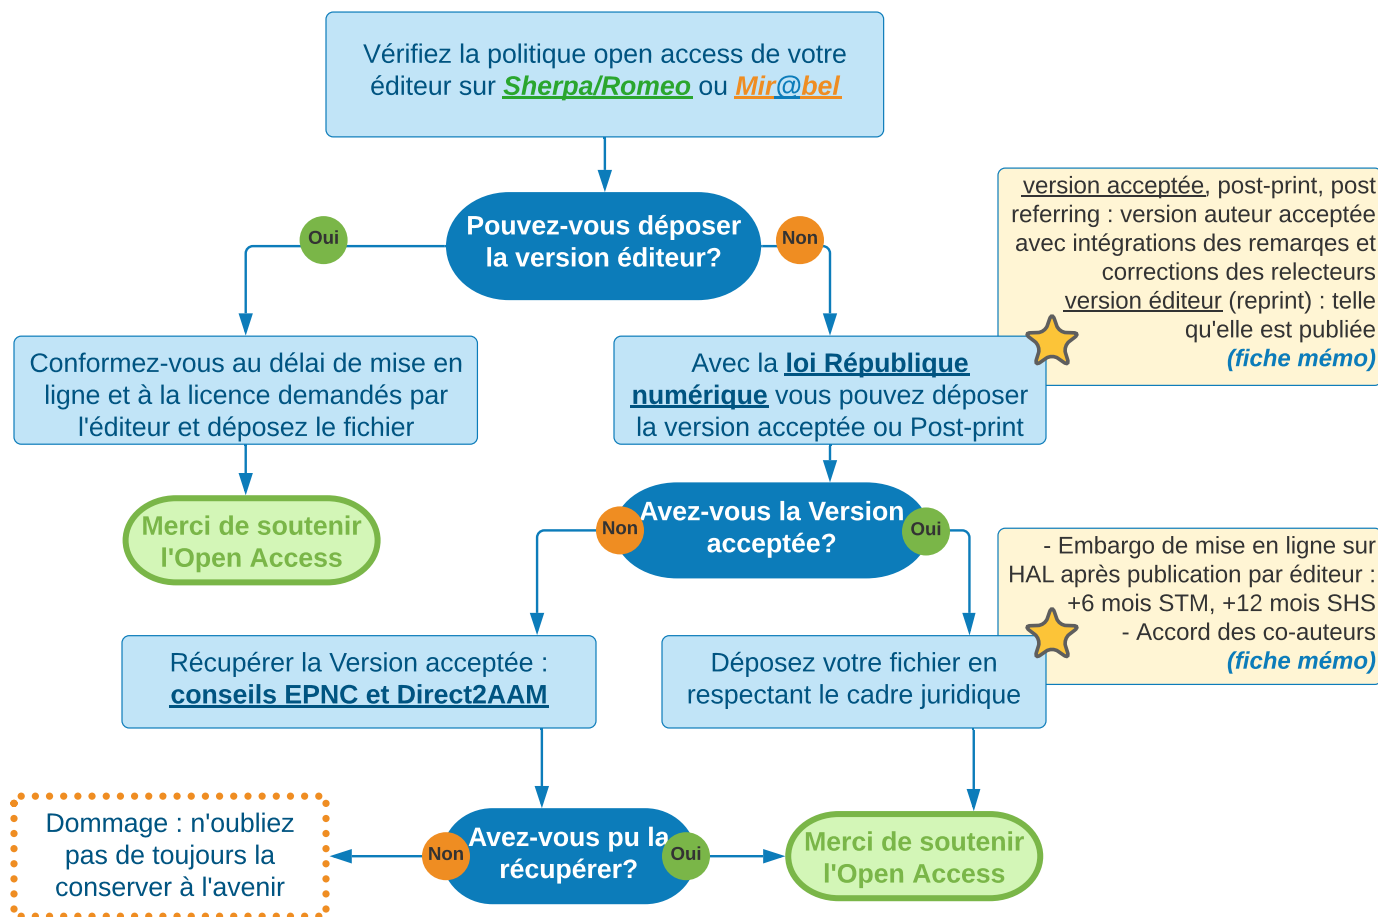 Vérifiez la politique open access de votre
éditeur sur Sherpa/Romeo ou Mir@bel
Pouvez-vous déposer
la version éditeur?
Oui
Non
version acceptée, post-print, post
referring : version auteur acceptée
avec intégrations des remarques et
corrections des relecteurs
version éditeur (reprint) : telle
qu'elle est publiée
(fiche mémo)
Conformez-vous au délai de mise en
ligne et à la licence demandés par
l'éditeur et déposez le fichier
Avec la loi République
numérique vous pouvez déposer
la version acceptée ou Post-print
Merci de soutenir
l'Open Access
Non
Avez-vous la Version
acceptée?
Oui
- Embargo de mise en ligne sur
HAL après publication par éditeur :
+6 mois STM, +12 mois SHS
- Accord des co-auteurs
(fiche mémo)
Récupérer la Version acceptée :
conseils EPNC et Direct2AAM
Déposez votre fichier en
respectant le cadre juridique
Dommage : n'oubliez
pas de toujours la
conserver à l'avenir
Non
Avez-vous pu la
récupérer?
Oui
Merci de soutenir
l'Open Access